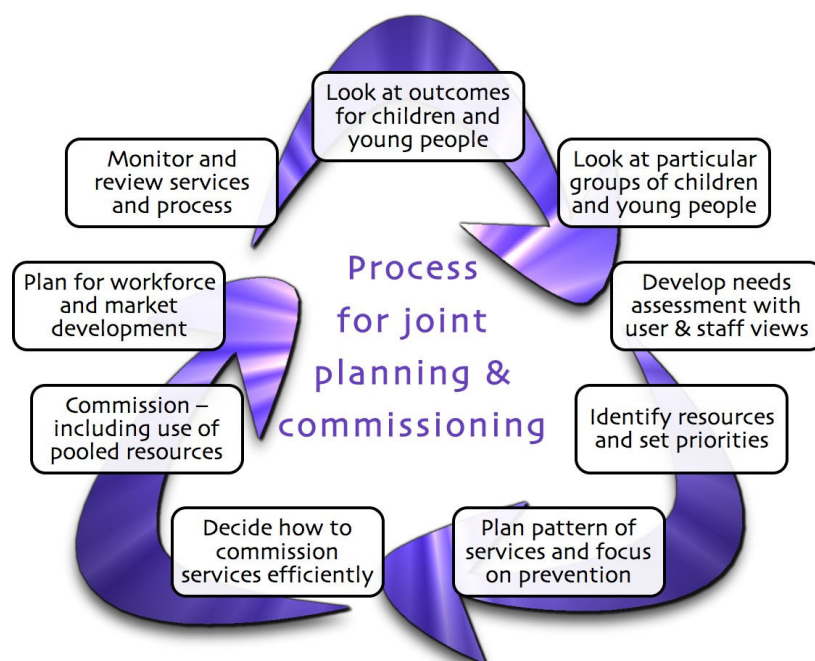 Look at outcomes
for children and
young people
Look at particular
groups of children
and young people
Develop needs
assessment with
user & staff views
Identify resources
and set priorities
Plan pattern of
services and focus
on prevention
Decide how to
commission
services efficiently
Commission –
including use of
pooled resources
Plan for workforce
and market
development
Monitor and
review services
and process
Process
for joint
planning &
commissioning